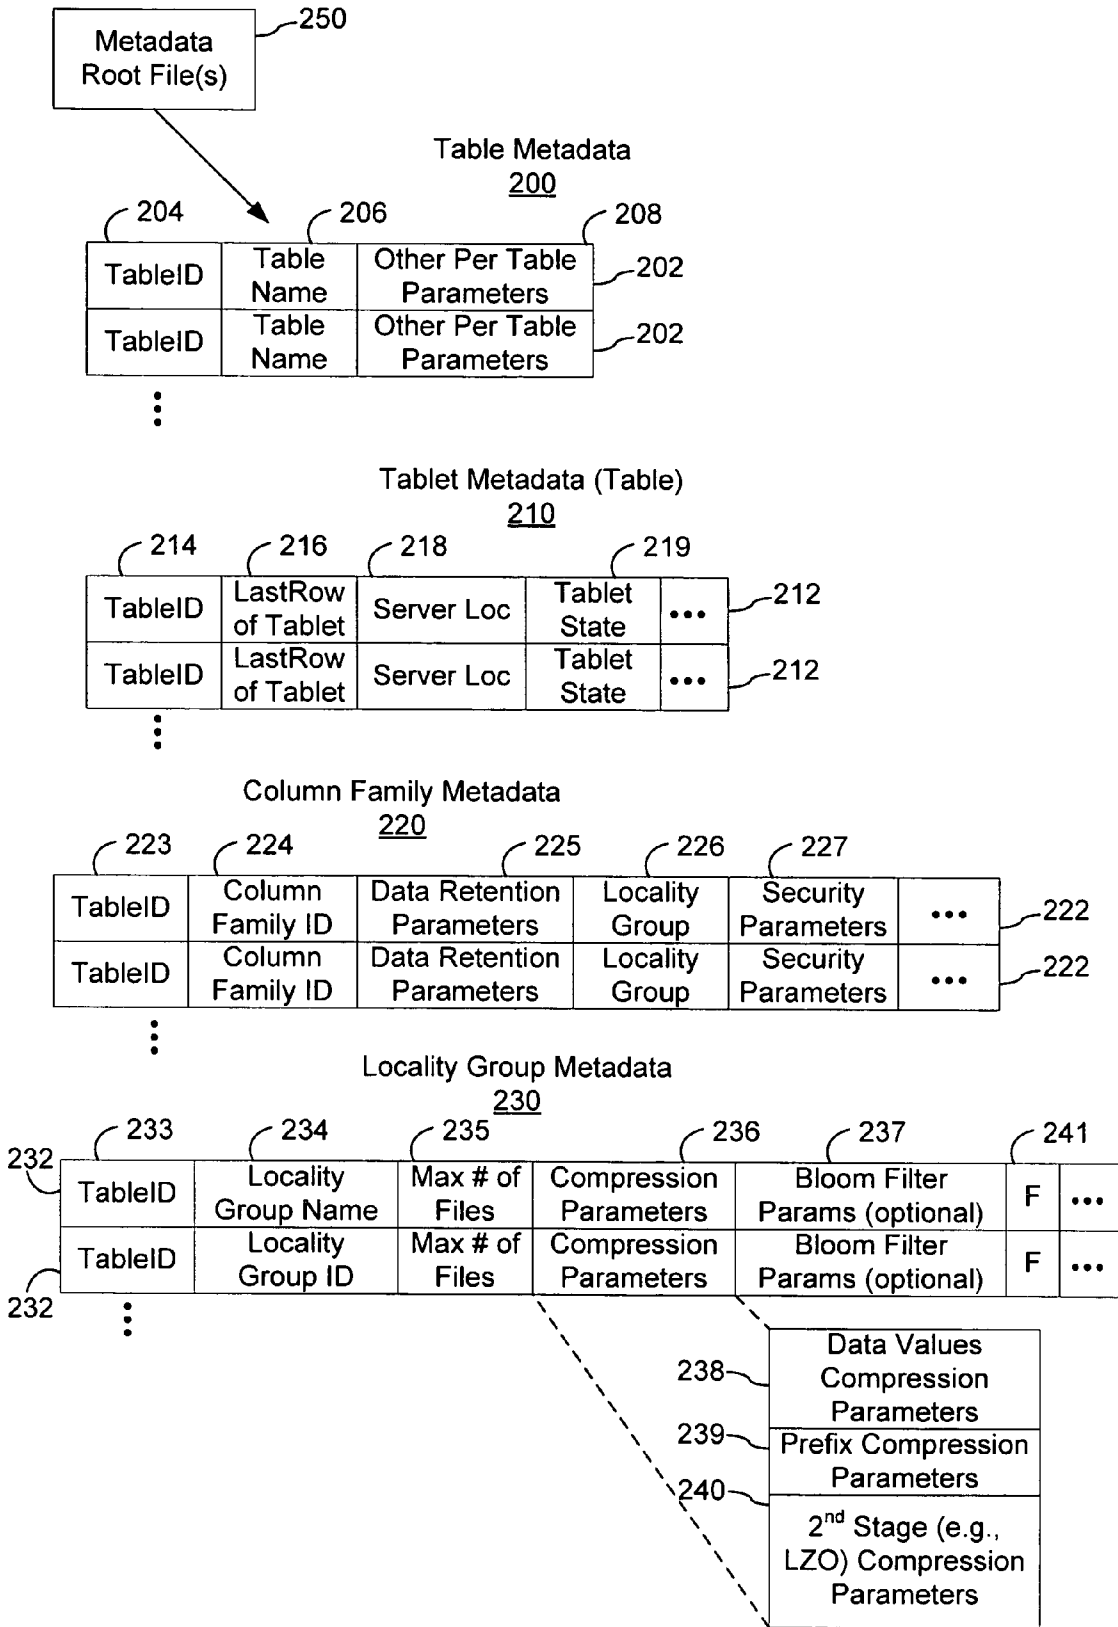 Metadata
Root File(s)
250
Table Metadata
200
204 206 208
TableID Table Name Other Per Table Parameters 202
TableID Table Name Other Per Table Parameters 202
Tablet Metadata (Table)
210
214 216 218 219
TableID LastRow of Tablet Server Loc Tablet State ••• 212
TableID LastRow of Tablet Server Loc Tablet State ••• 212
Column Family Metadata
220
223 224 225 226 227
TableID Column Family ID Data Retention Parameters Locality Group Security Parameters ••• 222
TableID Column Family ID Data Retention Parameters Locality Group Security Parameters ••• 222
Locality Group Metadata
230
233 234 235 236 237 241
232 TableID Locality Group Name Max # of Files Compression Parameters Bloom Filter Params (optional) F •••
232 TableID Locality Group ID Max # of Files Compression Parameters Bloom Filter Params (optional) F •••
238 Data Values Compression Parameters
239 Prefix Compression Parameters
240 2nd Stage (e.g., LZO) Compression Parameters